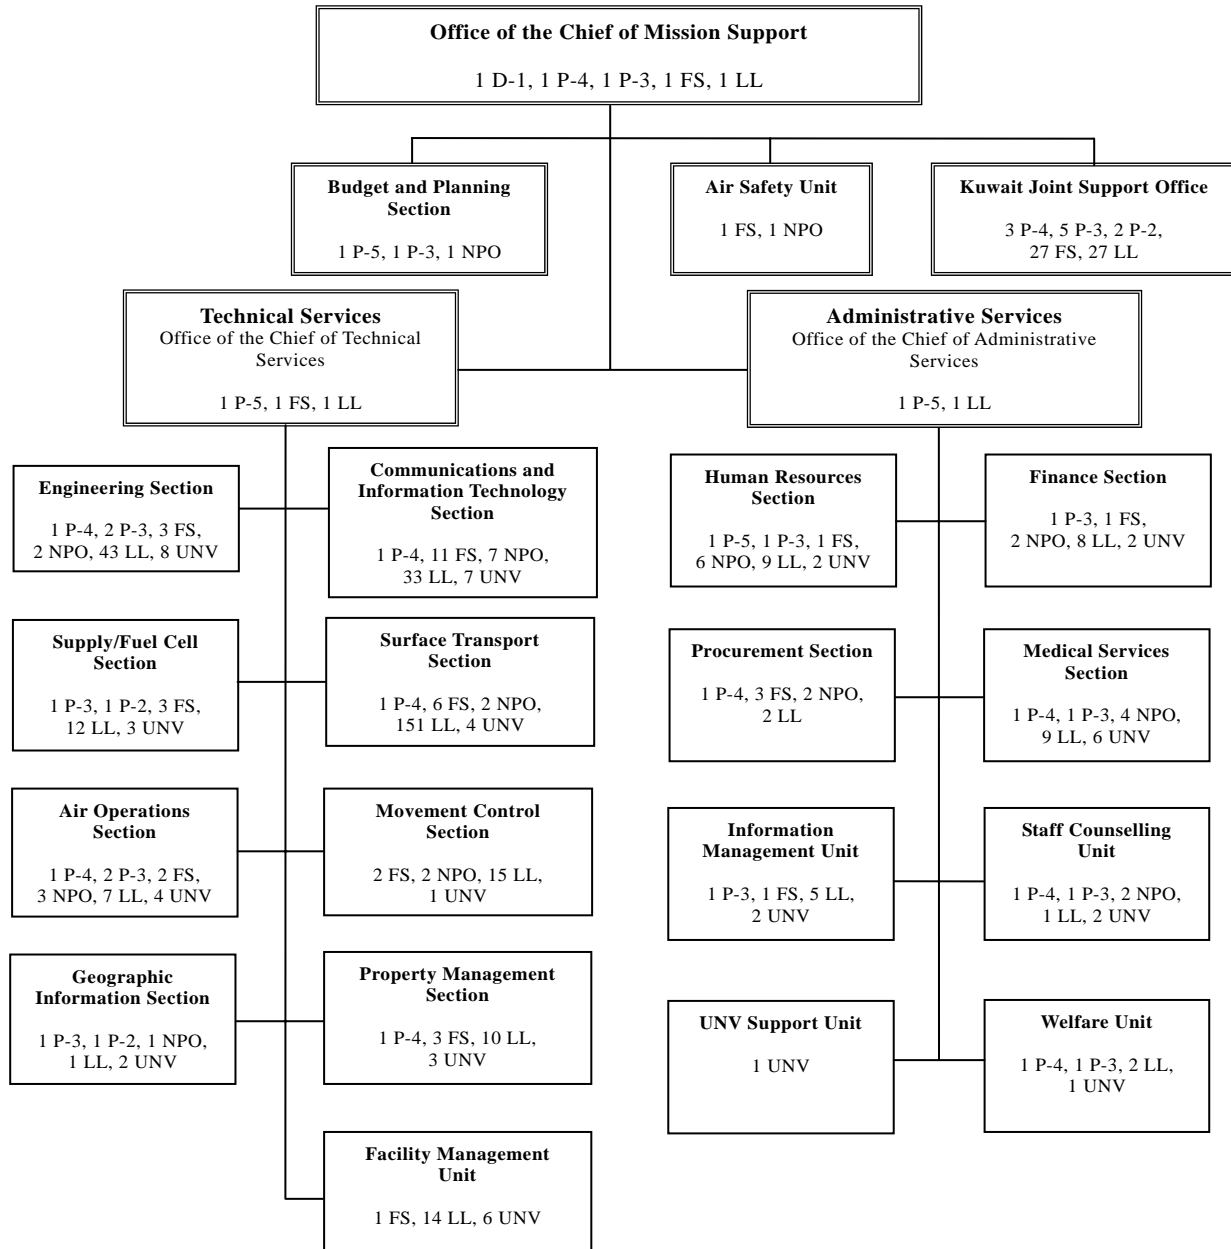 Office of the Chief of Mission Support
1 D-1, 1 P-4, 1 P-3, 1 FS, 1 LL
Budget and Planning
Section
1 P-5, 1 P-3, 1 NPO
Air Safety Unit
1 FS, 1 NPO
Kuwait Joint Support Office
3 P-4, 5 P-3, 2 P-2,
27 FS, 27 LL
Technical Services
Office of the Chief of Technical
Services
1 P-5, 1 FS, 1 LL
Administrative Services
Office of the Chief of Administrative
Services
1 P-5, 1 LL
Engineering Section
1 P-4, 2 P-3, 3 FS,
2 NPO, 43 LL, 8 UNV
Communications and
Information Technology
Section
1 P-4, 11 FS, 7 NPO,
33 LL, 7 UNV
Human Resources
Section
1 P-5, 1 P-3, 1 FS,
6 NPO, 9 LL, 2 UNV
Finance Section
1 P-3, 1 FS,
2 NPO, 8 LL, 2 UNV
Supply/Fuel Cell
Section
1 P-3, 1 P-2, 3 FS,
12 LL, 3 UNV
Surface Transport
Section
1 P-4, 6 FS, 2 NPO,
151 LL, 4 UNV
Procurement Section
1 P-4, 3 FS, 2 NPO,
2 LL
Medical Services
Section
1 P-4, 1 P-3, 4 NPO,
9 LL, 6 UNV
Air Operations
Section
1 P-4, 2 P-3, 2 FS,
3 NPO, 7 LL, 4 UNV
Movement Control
Section
2 FS, 2 NPO, 15 LL,
1 UNV
Information
Management Unit
1 P-3, 1 FS, 5 LL,
2 UNV
Staff Counselling
Unit
1 P-4, 1 P-3, 2 NPO,
1 LL, 2 UNV
Geographic
Information Section
1 P-3, 1 P-2, 1 NPO,
1 LL, 2 UNV
Property Management
Section
1 P-4, 3 FS, 10 LL,
3 UNV
UNV Support Unit
1 UNV
Welfare Unit
1 P-4, 1 P-3, 2 LL,
1 UNV
Facility Management
Unit
1 FS, 14 LL, 6 UNV